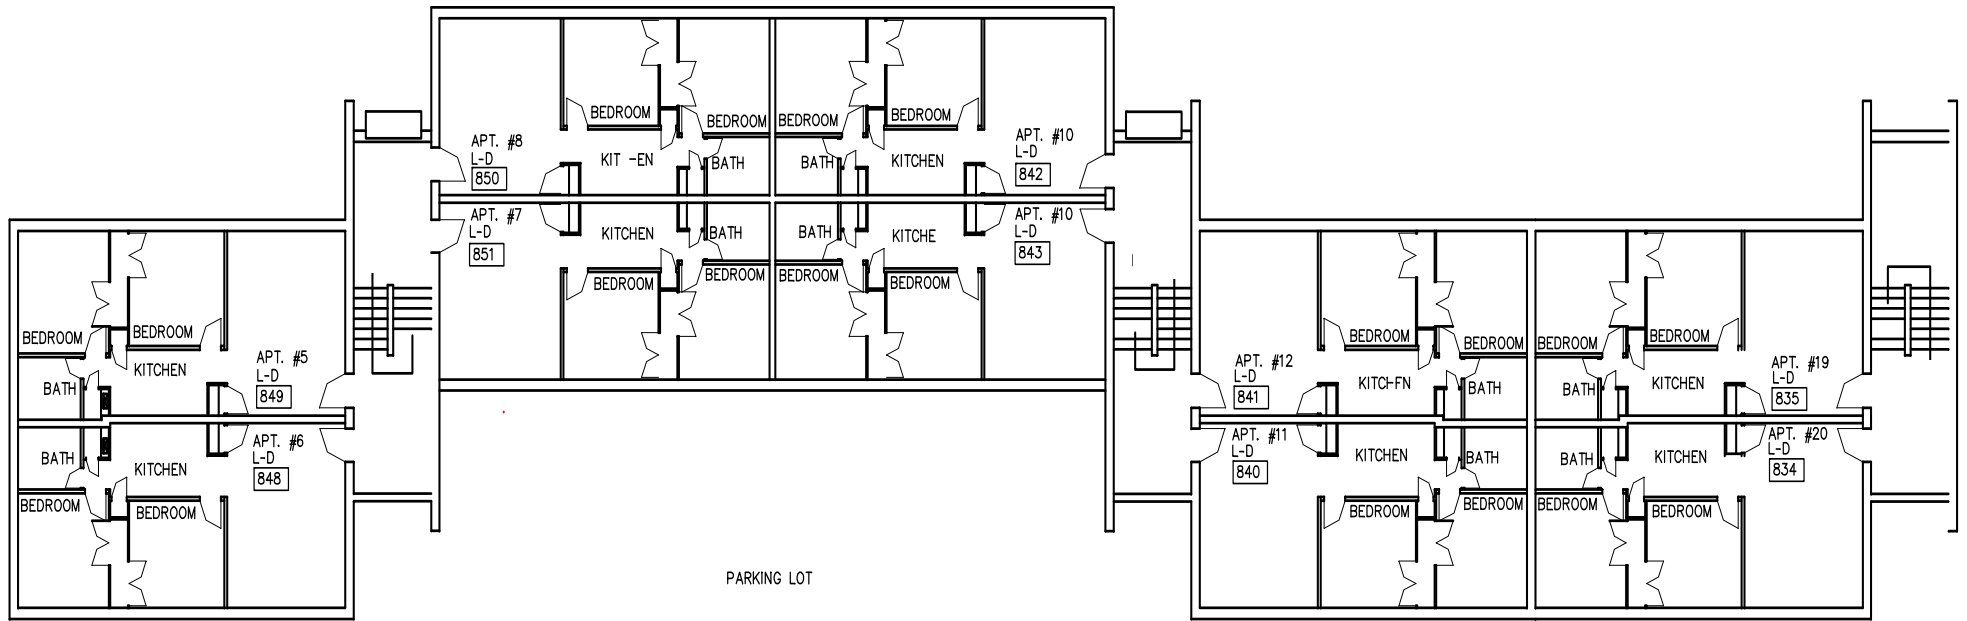 BEDROOM
BEDROOM
BEDROOM
BEDROOM
APT. #8
L-D
850
KIT -EN
BATH
BATH
KITCHEN
APT. #10
L-D
842
APT. #7
L-D
851
KITCHEN
BATH
BATH
KITCHE
APT. #10
L-D
843
BEDROOM
BEDROOM
BEDROOM
BEDROOM
BEDROOM
BEDROOM
KITCHEN
BATH
APT. #5
L-D
849
BATH
KITCHEN
APT. #6
L-D
848
BEDROOM
BEDROOM
BEDROOM
BEDROOM
BEDROOM
BEDROOM
APT. #12
L-D
841
KITC-FN
BATH
BATH
KITCHEN
APT. #19
L-D
835
APT. #11
L-D
840
KITCHEN
BATH
BATH
KITCHEN
APT. #20
L-D
834
BEDROOM
BEDROOM
BEDROOM
BEDROOM
PARKING LOT